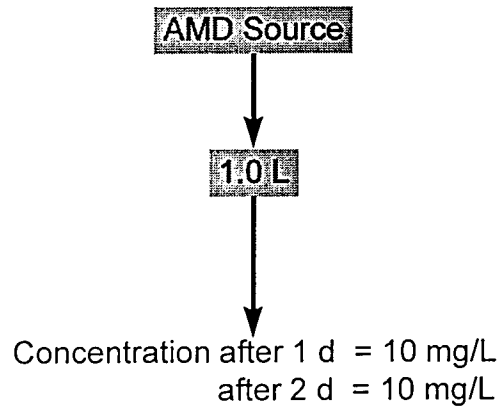 AMD Source
1.0 L
Concentration after 1 d = 10 mg/L
after 2 d = 10 mg/L